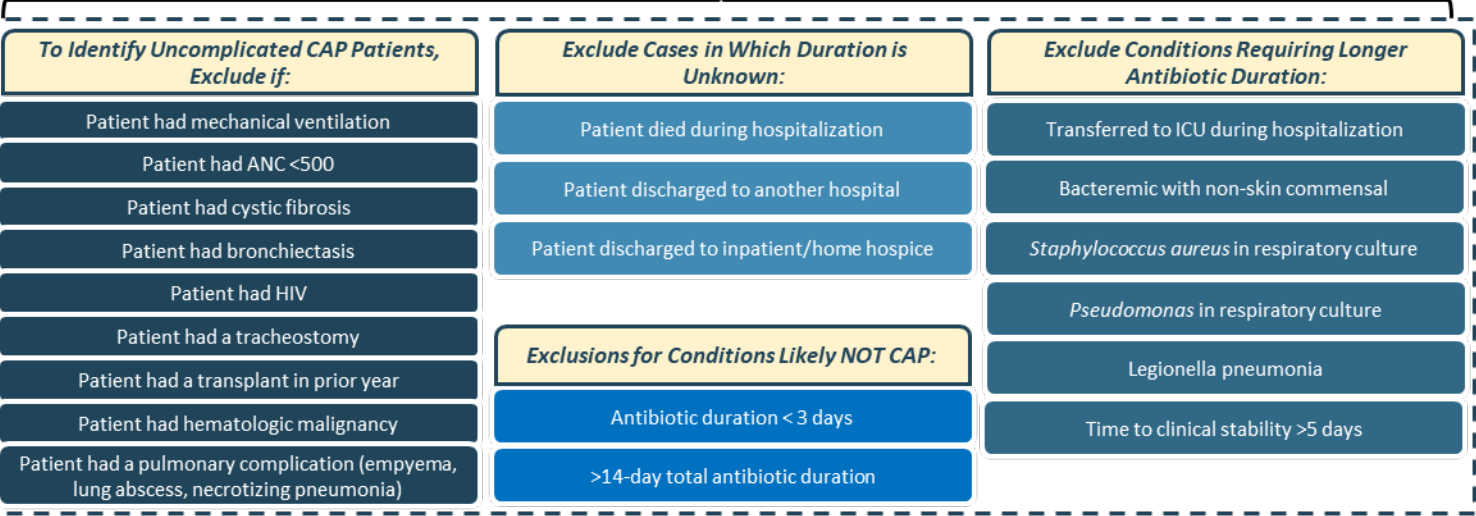 To Identify Uncomplicated CAP Patients,
Exclude if:
Patient had mechanical ventilation
Patient had ANC <500
Patient had cystic fibrosis
Patient had bronchiectasis
Patient had HIV
Patient had a tracheostomy
Patient had a transplant in prior year
Patient had hematologic malignancy
Patient had a pulmonary complication (empyema,
lung abscess, necrotizing pneumonia)
Exclude Cases in Which Duration is
Unknown:
Patient died during hospitalization
Patient discharged to another hospital
Patient discharged to inpatient/home hospice
Exclusions for Conditions Likely NOT CAP:
Antibiotic duration < 3 days
>14-day total antibiotic duration
Exclude Conditions Requiring Longer
Antibiotic Duration:
Transferred to ICU during hospitalization
Bacteremic with non-skin commensal
Staphylococcus aureus in respiratory culture
Pseudomonas in respiratory culture
Legionella pneumonia
Time to clinical stability >5 days